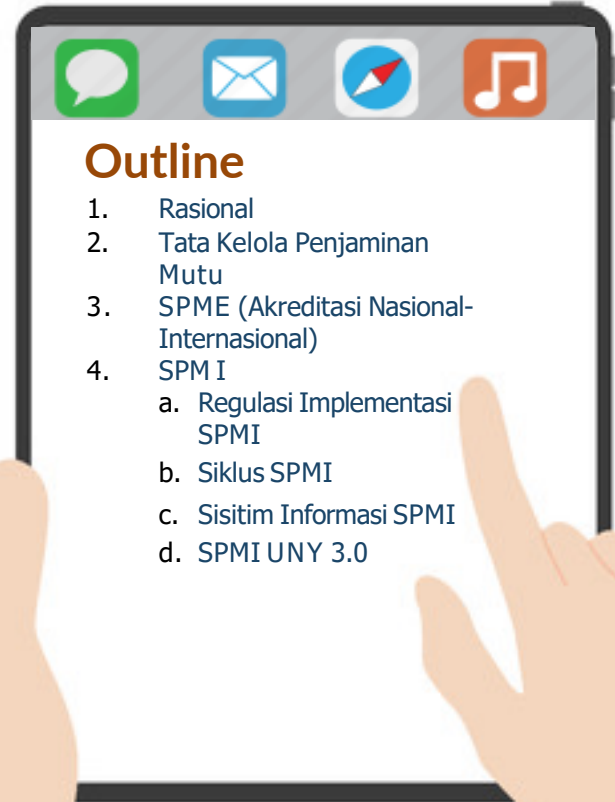 Outline
1. Rasional
2. Tata Kelola Penjaminan
Mutu
3. SPME (Akreditasi Nasional-
Internasional)
4. SPM I
a. Regulasi Implementasi
SPMI
b. Siklus SPMI
c. Sisitim Informasi SPMI
d. SPMI UNY 3.0